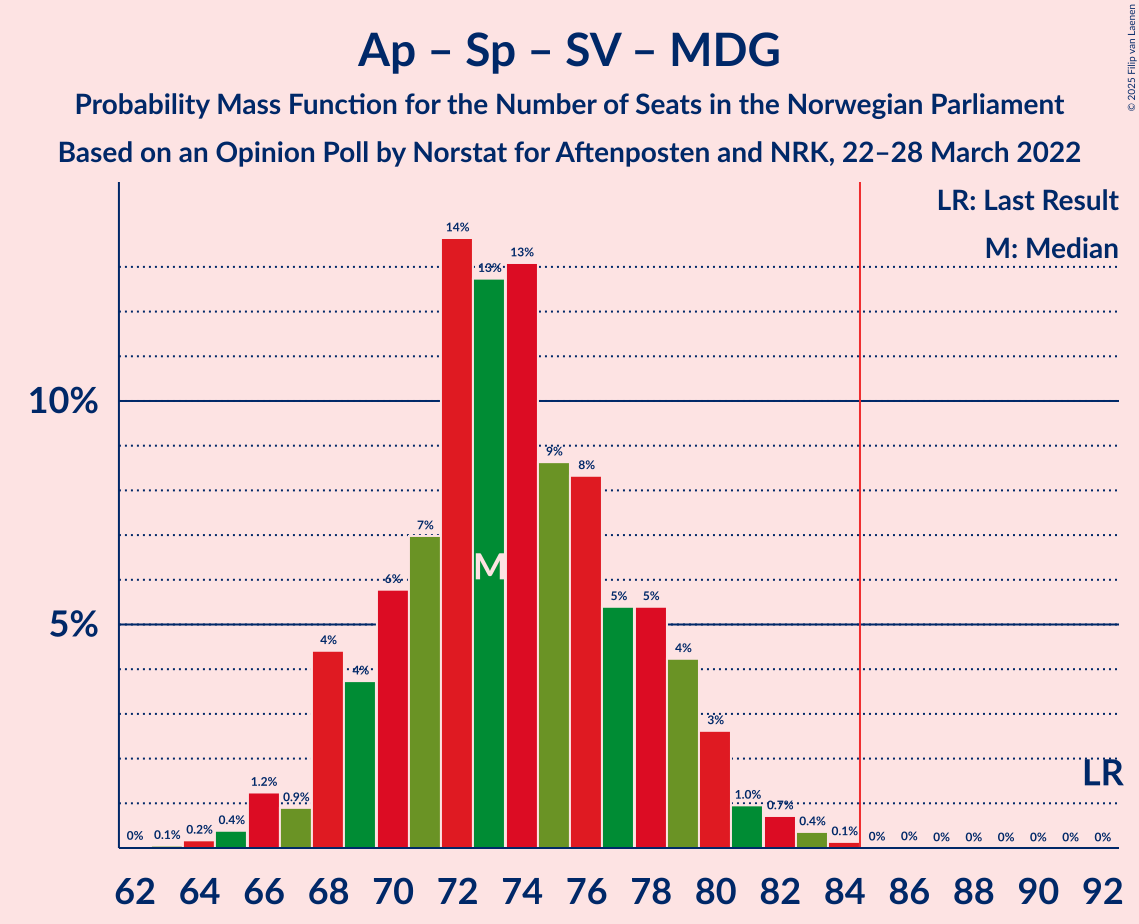 Ap – Sp – SV – MDG
Probability Mass Function for the Number of Seats in the Norwegian Parliament
Based on an Opinion Poll by Norstat for Aftenposten and NRK, 22–28 March 2022
© 2025 Filip van Laenen
LR: Last Result
M: Median
10%
5%
0% 0.1% 0.2% 0.4% 1.2% 0.9% 4% 4% 6% 7% 14% 13% 13% 9% 8% 5% 5% 4% 3% 1.0% 0.7% 0.4% 0.1% 0% 0% 0% 0% 0% 0% 0% 0%
M
LR
62 64 66 68 70 72 74 76 78 80 82 84 86 88 90 92